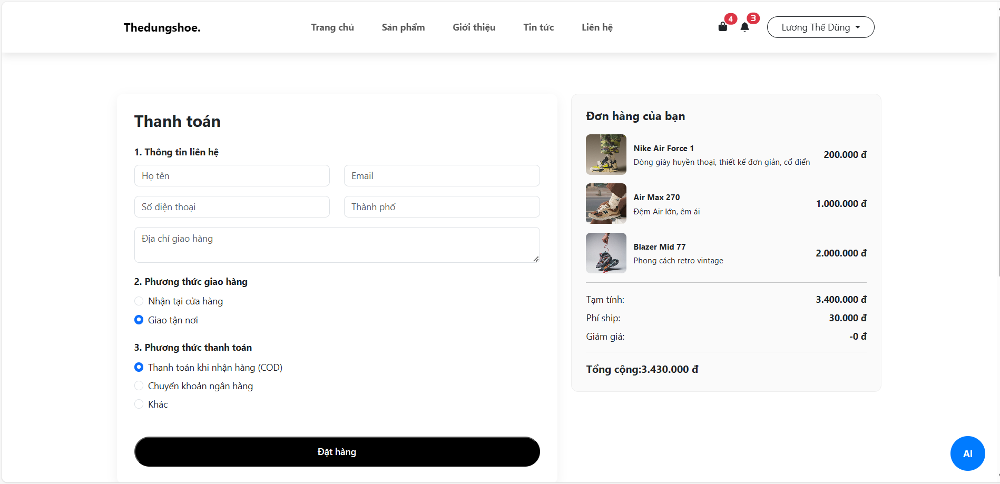 Thedungshoe.
Trang chủ
Sản phẩm
Giới thiệu
Tin tức
Liên hệ
4
3
Lương Thế Dũng
Thanh toán
1. Thông tin liên hệ
Họ tên
Email
Số điện thoại
Thành phố
Địa chỉ giao hàng
2. Phương thức giao hàng
Nhận tại cửa hàng
Giao tận nơi
3. Phương thức thanh toán
Thanh toán khi nhận hàng (COD)
Chuyển khoản ngân hàng
Khác
Đặt hàng
Đơn hàng của bạn
Nike Air Force 1
Dòng giày huyền thoại, thiết kế đơn giản, cổ điển
200.000 đ
Air Max 270
Đệm Air lớn, êm ái
1.000.000 đ
Blazer Mid 77
Phong cách retro vintage
2.000.000 đ
Tạm tính: 3.400.000 đ
Phí ship: 30.000 đ
Giảm giá: -0 đ
Tổng cộng:3.430.000 đ
AI